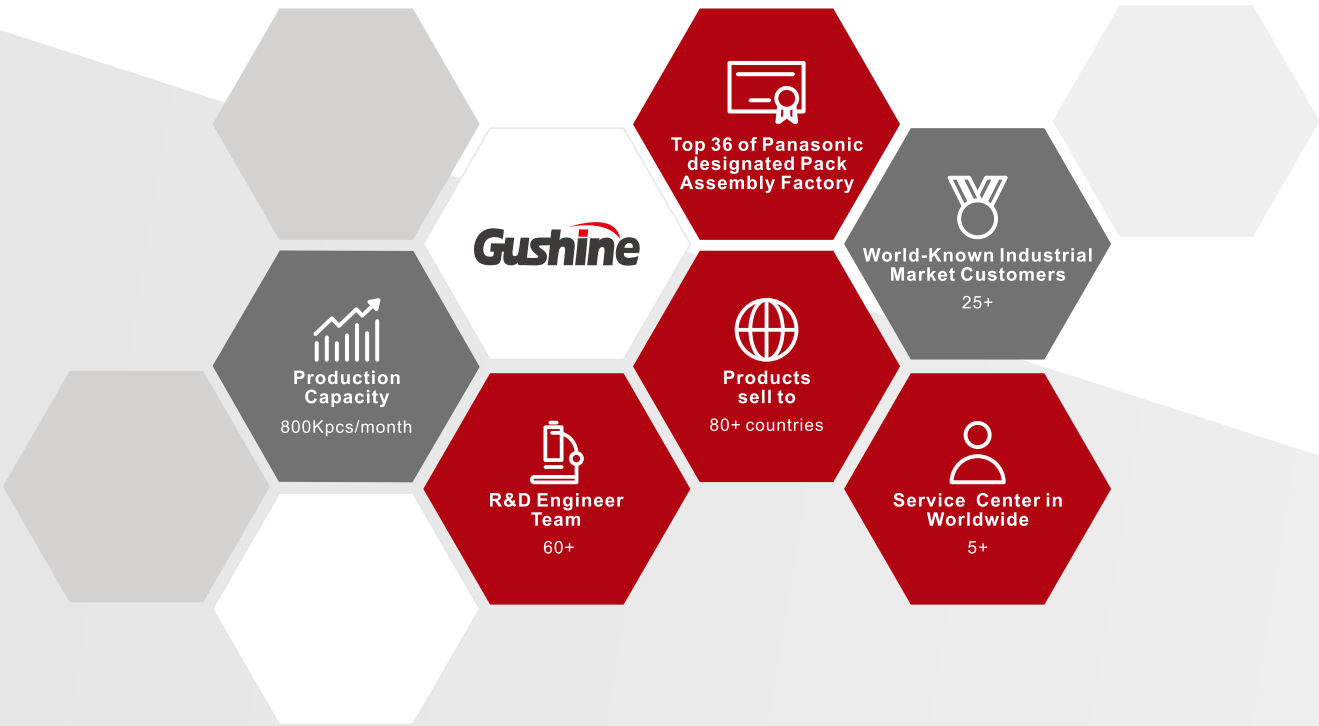 Top 36 of Panasonic
designated Pack
Assembly Factory
Gushine
World-Known Industrial
Market Customers
25+
Production
Capacity
800Kpcs/month
Products
sell to
80+ countries
R&D Engineer
Team
60+
Service Center in
Worldwide
5+